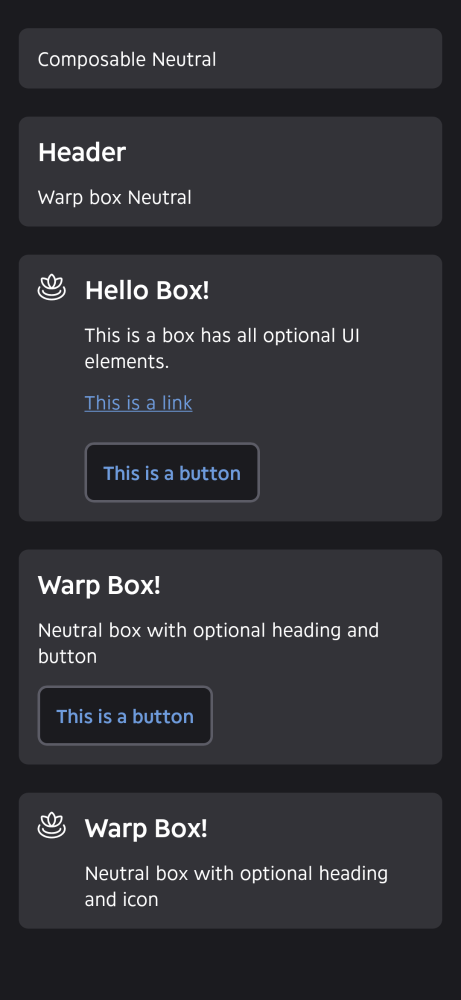 Composable Neutral
Header
Warp box Neutral
Hello Box!
This is a box has all optional UI
elements.
This is a link
This is a button
Warp Box!
Neutral box with optional heading and
button
This is a button
Warp Box!
Neutral box with optional heading
and icon